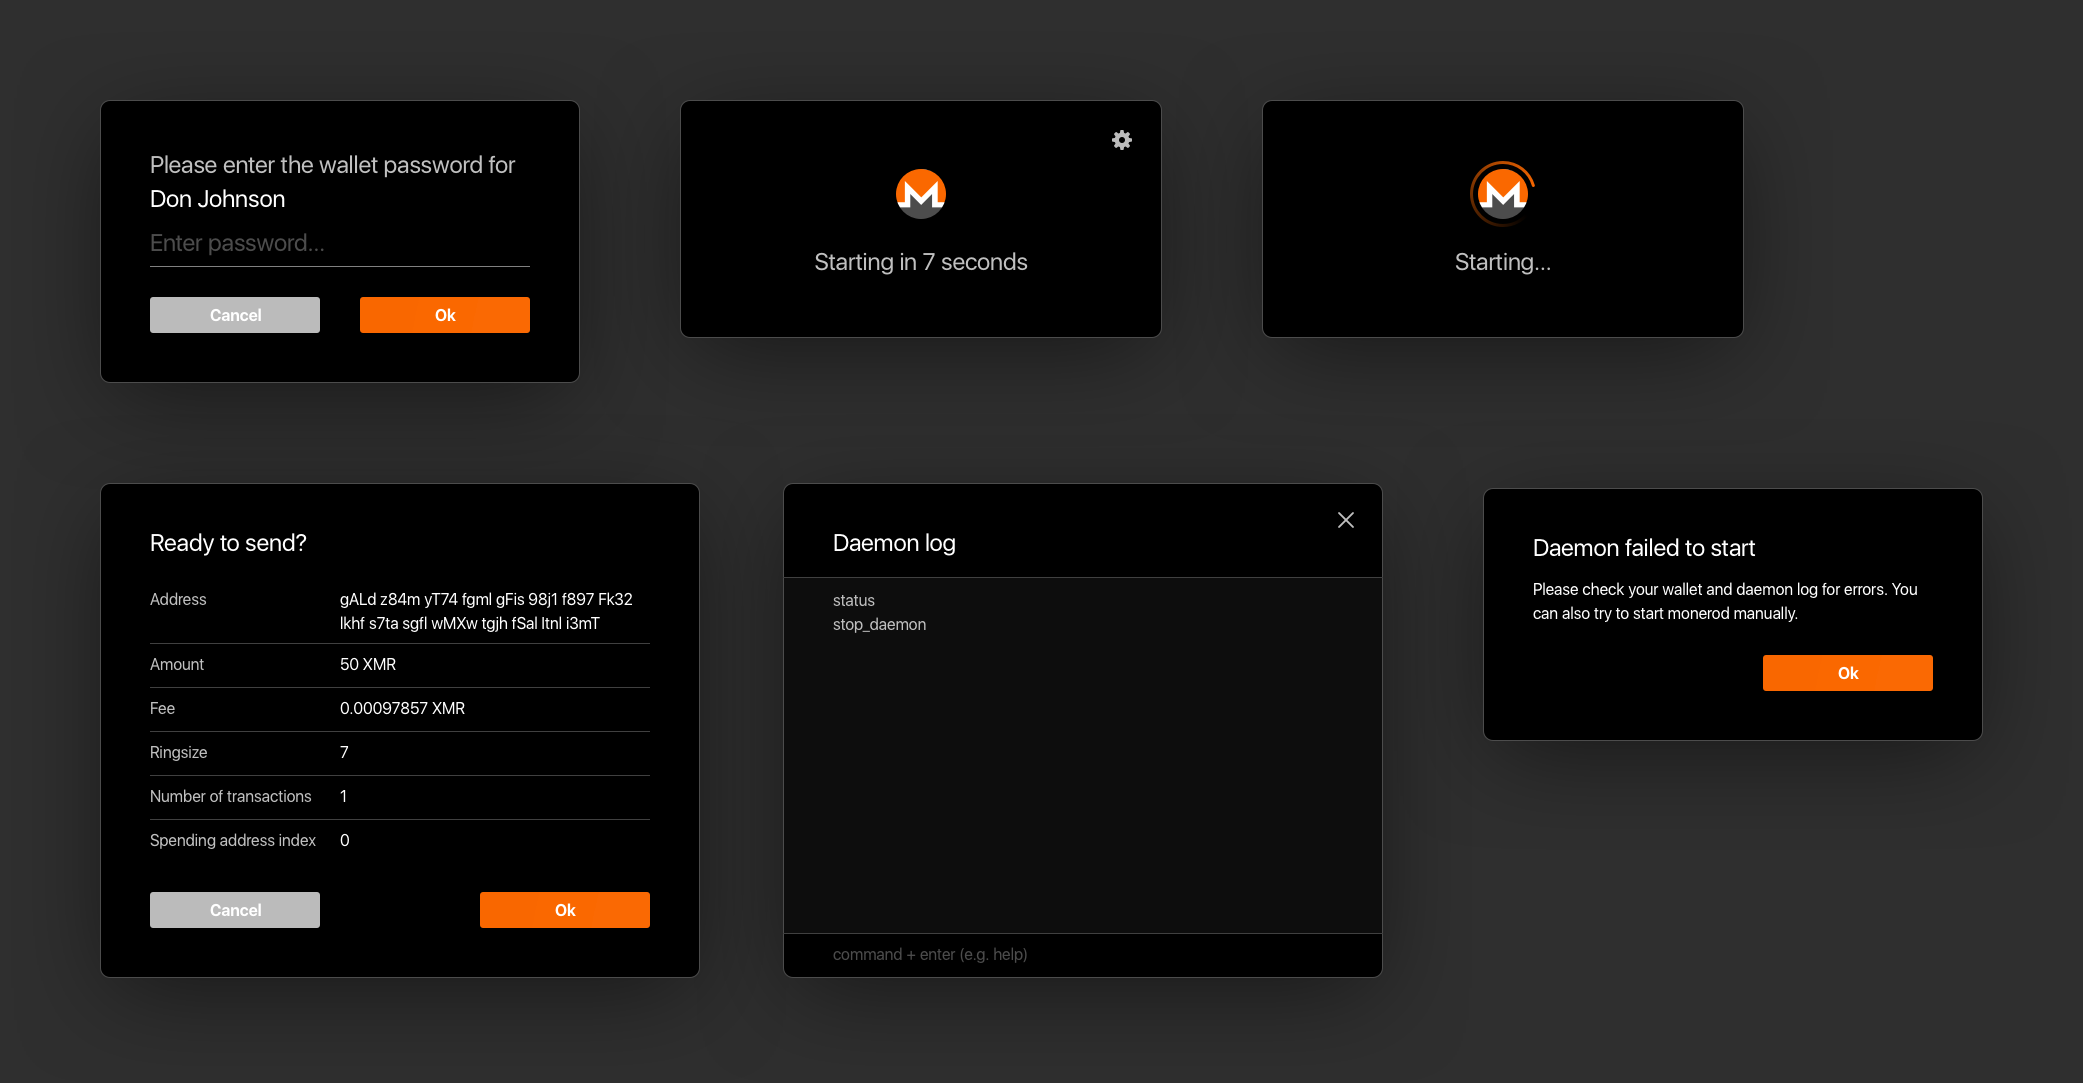 Please enter the wallet password for
Don Johnson
Enter password...
Cancel
Ok
Starting in 7 seconds
Starting...
Ready to send?
Address
gALd z84m yT74 fgml gFis 98j1 f897 Fk32
lkhf s7ta sgfl wMXw tgjh fSal ltnl i3mT
Amount
50 XMR
Fee
0.00097857 XMR
Ringsize
7
Number of transactions
1
Spending address index
0
Cancel
Ok
Daemon log
status
stop_daemon
command + enter (e.g. help)
Daemon failed to start
Please check your wallet and daemon log for errors. You
can also try to start monerod manually.
Ok